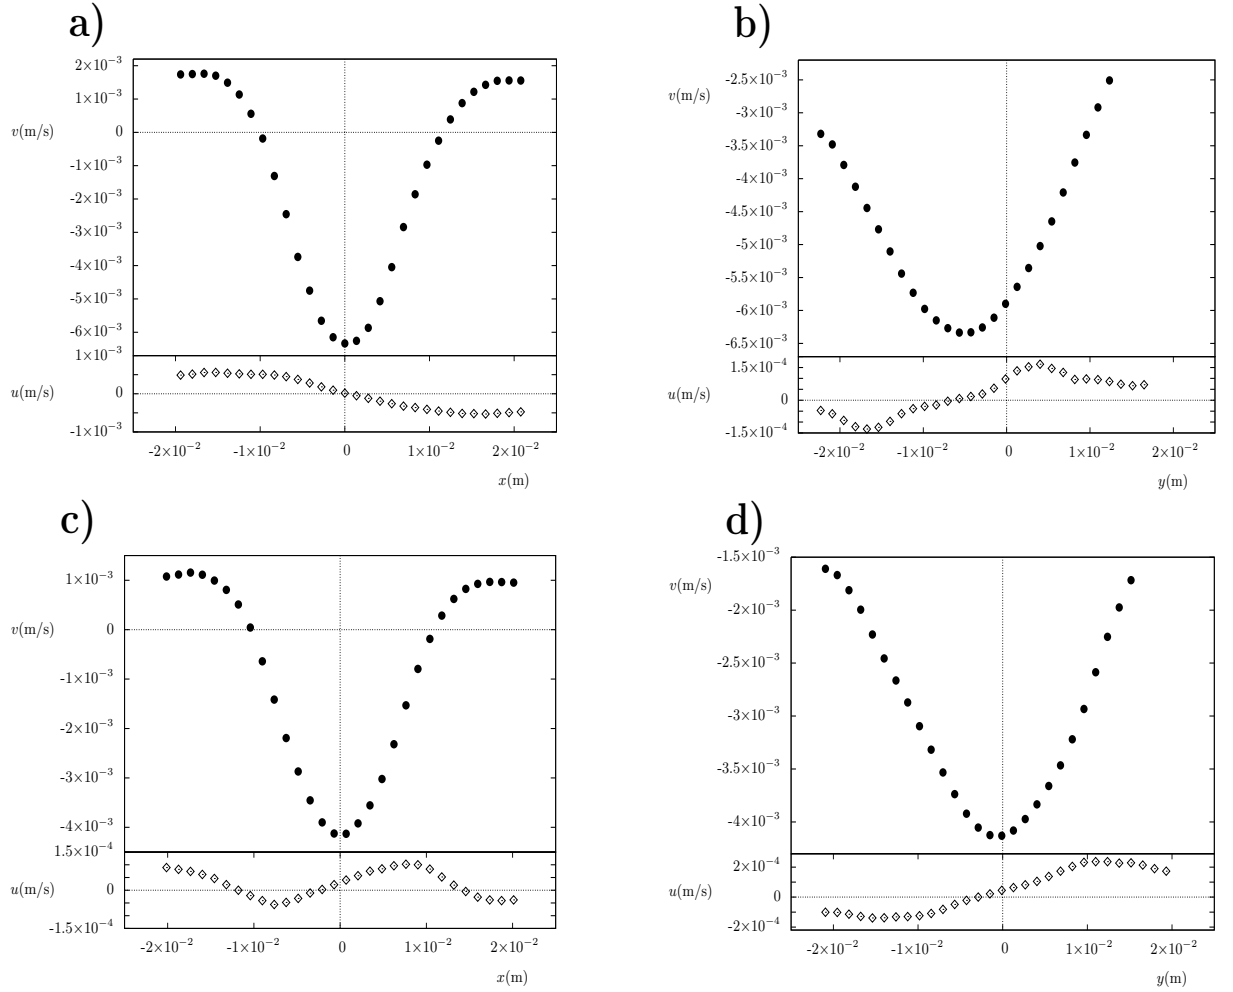 a)
2×10⁻³
1×10⁻³
v(m/s)
0
-1×10⁻³
-2×10⁻³
-3×10⁻³
-4×10⁻³
-5×10⁻³
-6×10⁻³
1×10⁻³
u(m/s)
0
-1×10⁻³
-2×10⁻² -1×10⁻² 0 1×10⁻² 2×10⁻²
x(m)
b)
-2.5×10⁻³
v(m/s)
-3×10⁻³
-3.5×10⁻³
-4×10⁻³
-4.5×10⁻³
-5×10⁻³
-5.5×10⁻³
-6×10⁻³
-6.5×10⁻³
1.5×10⁻⁴
u(m/s)
0
-1.5×10⁻⁴
-2×10⁻² -1×10⁻² 0 1×10⁻² 2×10⁻²
y(m)
c)
1×10⁻³
v(m/s)
0
-1×10⁻³
-2×10⁻³
-3×10⁻³
-4×10⁻³
1.5×10⁻⁴
u(m/s)
0
-1.5×10⁻⁴
-2×10⁻² -1×10⁻² 0 1×10⁻² 2×10⁻²
x(m)
d)
-1.5×10⁻³
v(m/s)
-2×10⁻³
-2.5×10⁻³
-3×10⁻³
-3.5×10⁻³
-4×10⁻³
2×10⁻⁴
u(m/s)
0
-2×10⁻⁴
-2×10⁻² -1×10⁻² 0 1×10⁻² 2×10⁻²
y(m)